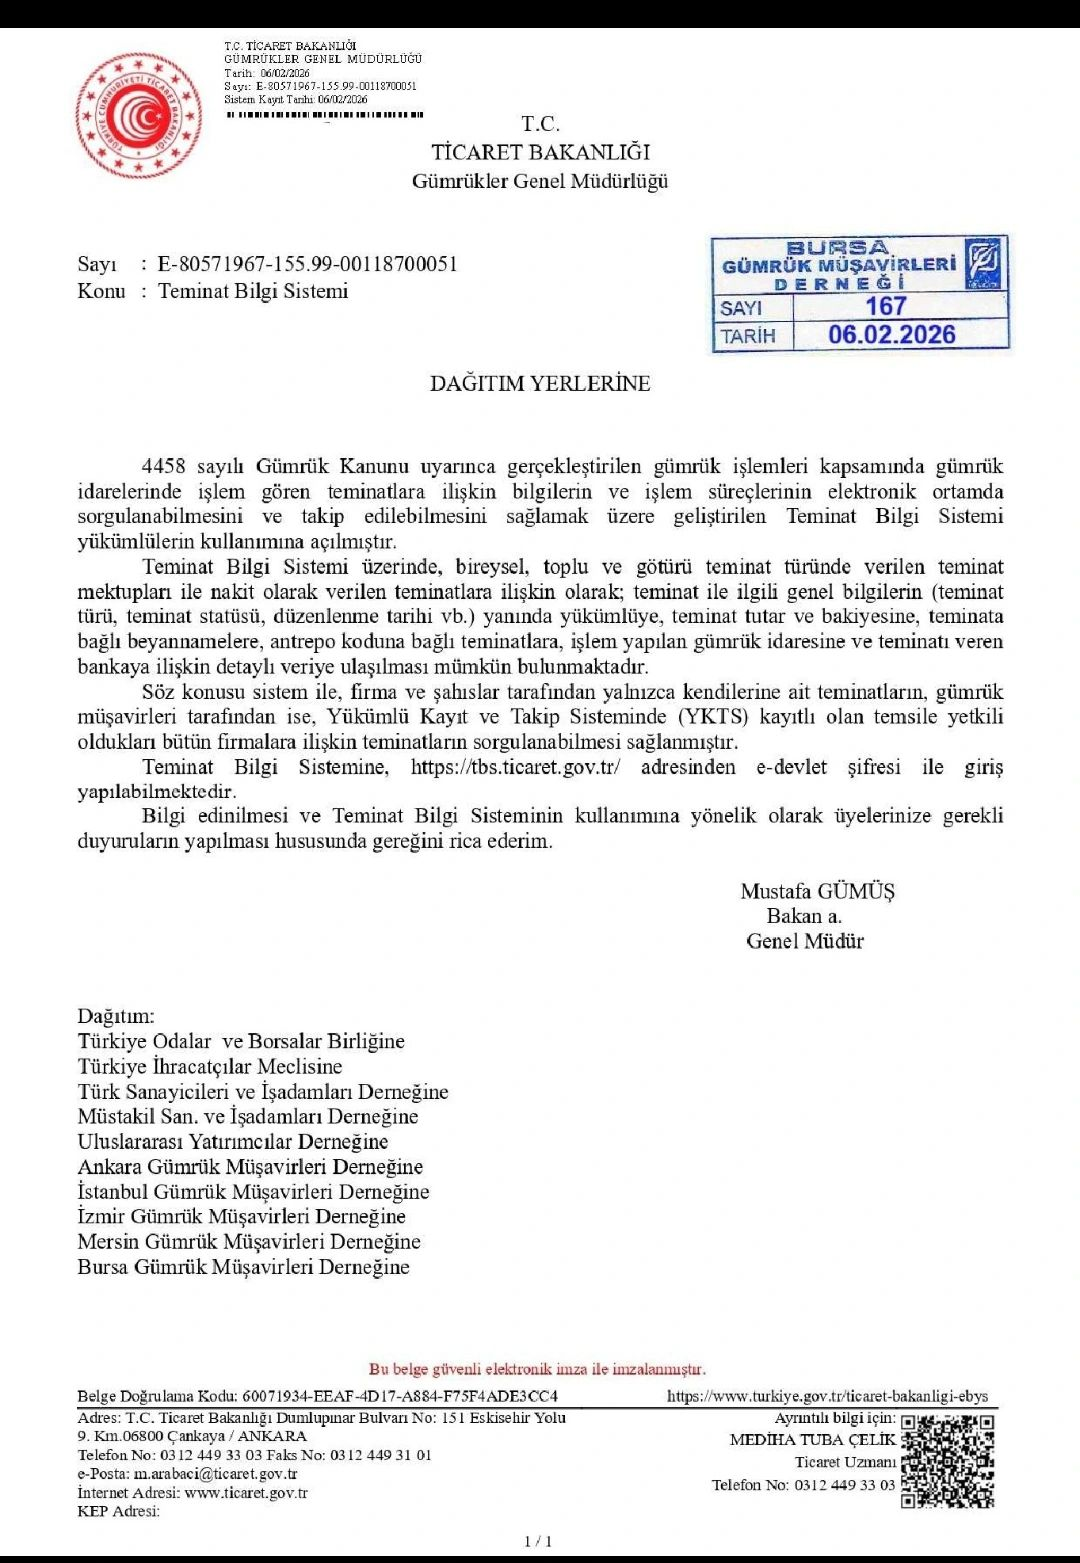 T.C. TİCARET BAKANLIĞI
GÜMRÜKLER GENEL MÜDÜRLÜĞÜ
Tarih: 06/02/2026
Sayı: E-80571967-155.99-00118700051
Sistem Kayıt Tarihi: 06/02/2026
TÜRKİYE CUMHURİYETİ TİCARET BAKANLIĞI
T.C.
TİCARET BAKANLIĞI
Gümrükler Genel Müdürlüğü
Sayı : E-80571967-155.99-00118700051
Konu : Teminat Bilgi Sistemi
BURSA
GÜMRÜK MÜŞAVİRLERİ
DERNEĞİ
SAYI 167
TARİH 06.02.2026
DAĞITIM YERLERİNE
4458 sayılı Gümrük Kanunu uyarınca gerçekleştirilen gümrük işlemleri kapsamında gümrük
idarelerinde işlem gören teminatlara ilişkin bilgilerin ve işlem süreçlerinin elektronik ortamda
sorgulanabilmesini ve takip edilebilmesini sağlamak üzere geliştirilen Teminat Bilgi Sistemi
yükümlülerin kullanımına açılmıştır.
Teminat Bilgi Sistemi üzerinde, bireysel, toplu ve götürü teminat türünde verilen teminat
mektupları ile nakit olarak verilen teminatlara ilişkin olarak; teminat ile ilgili genel bilgilerin (teminat
türü, teminat statüsü, düzenlenme tarihi vb.) yanında yükümlüye, teminat tutar ve bakiyesine, teminata
bağlı beyannamelere, antrepo koduna bağlı teminatlara, işlem yapılan gümrük idaresine ve teminatı veren
bankaya ilişkin detaylı veriye ulaşılması mümkün bulunmaktadır.
Söz konusu sistem ile, firma ve şahıslar tarafından yalnızca kendilerine ait teminatların, gümrük
müşavirleri tarafından ise, Yükümlü Kayıt ve Takip Sisteminde (YKTS) kayıtlı olan temsile yetkili
oldukları bütün firmalara ilişkin teminatların sorgulanabilmesi sağlanmıştır.
Teminat Bilgi Sistemine, https://tbs.ticaret.gov.tr/ adresinden e-devlet şifresi ile giriş
yapılabilmektedir.
Bilgi edinilmesi ve Teminat Bilgi Sisteminin kullanımına yönelik olarak üyelerinize gerekli
duyuruların yapılması hususunda gereğini rica ederim.
Mustafa GÜMÜŞ
Bakan a.
Genel Müdür
Dağıtım:
Türkiye Odalar ve Borsalar Birliğine
Türkiye İhracatçılar Meclisine
Türk Sanayicileri ve İşadamları Derneğine
Müstakil San. ve İşadamları Derneğine
Uluslararası Yatırımcılar Derneğine
Ankara Gümrük Müşavirleri Derneğine
İstanbul Gümrük Müşavirleri Derneğine
İzmir Gümrük Müşavirleri Derneğine
Mersin Gümrük Müşavirleri Derneğine
Bursa Gümrük Müşavirleri Derneğine
Bu belge güvenli elektronik imza ile imzalanmıştır.
Belge Doğrulama Kodu: 60071934-EEAF-4D17-A884-F75F4ADE3CC4 https://www.turkiye.gov.tr/ticaret-bakanligi-ebys
Adres: T.C. Ticaret Bakanlığı Dumlupınar Bulvarı No: 151 Eskisehir Yolu
9. Km.06800 Çankaya / ANKARA
Telefon No: 0312 449 33 03 Faks No: 0312 449 31 01
e-Posta: m.arabaci@ticaret.gov.tr
İnternet Adresi: www.ticaret.gov.tr
KEP Adresi:
Ayrıntılı bilgi için:
MEDİHA TUBA ÇELİK
Ticaret Uzmanı
Telefon No: 0312 449 33 03
1 / 1